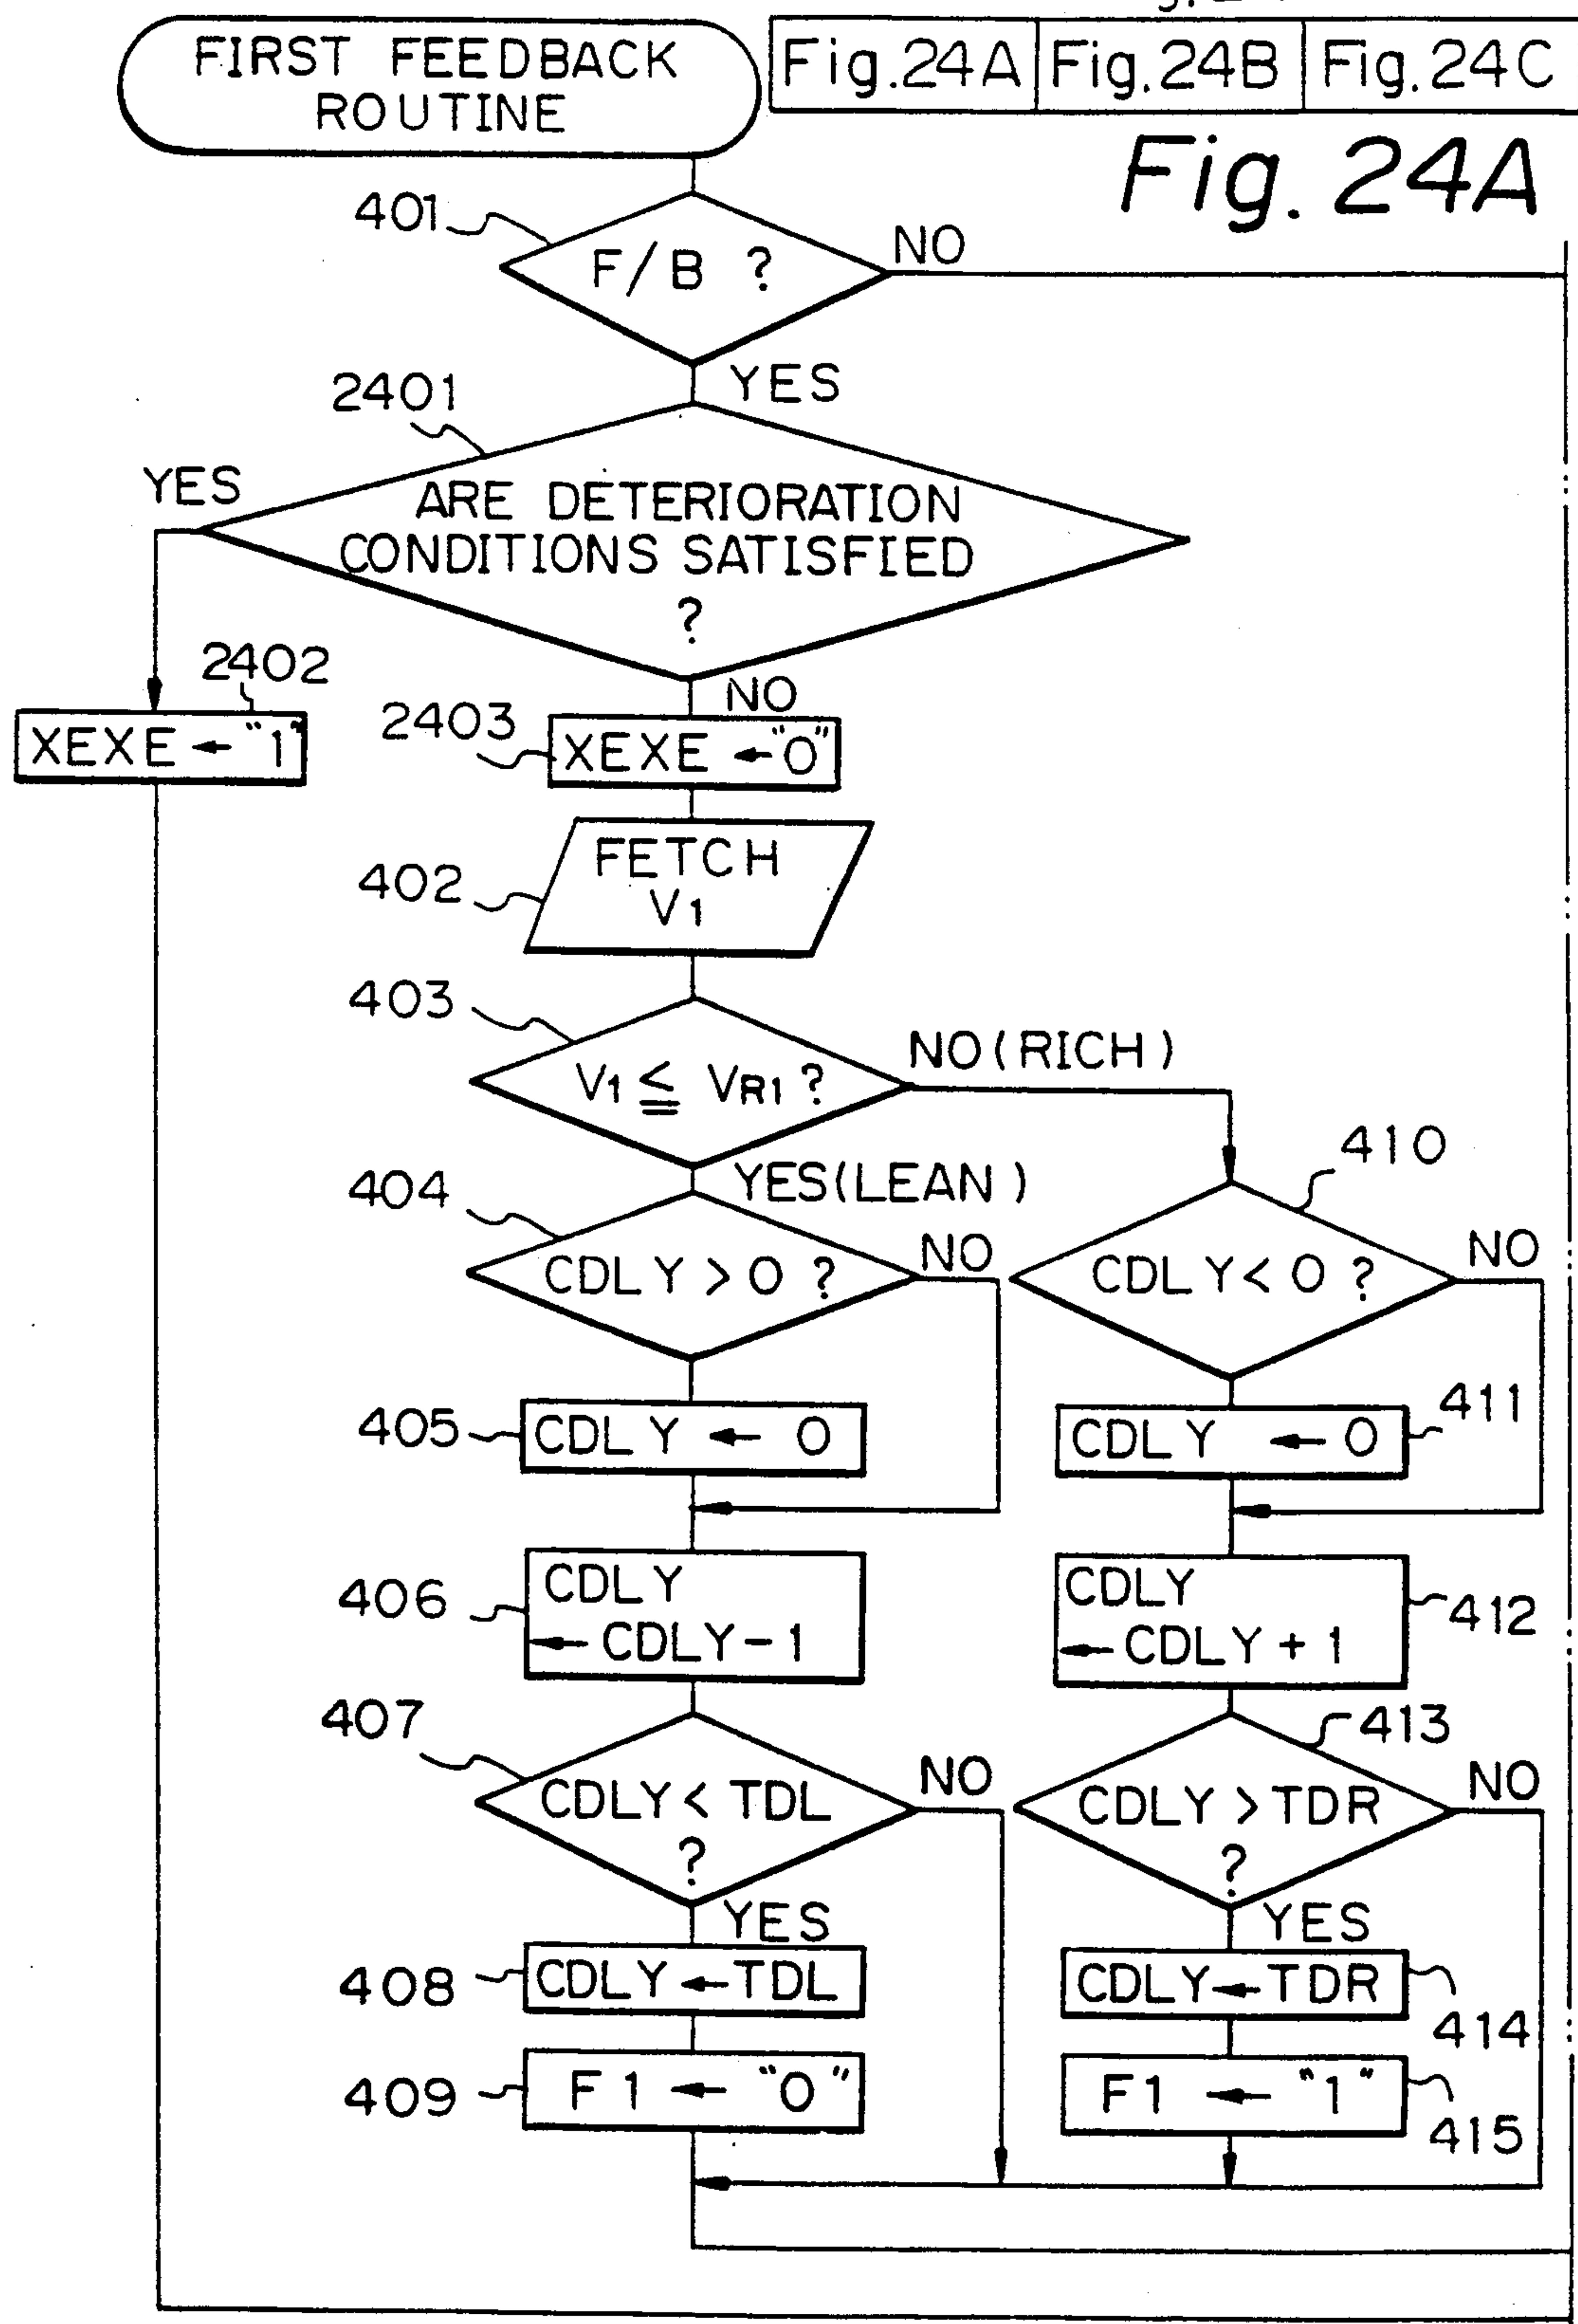 FIRST FEEDBACK
ROUTINE
Fig.24A Fig.24B Fig.24C
Fig. 24A
401
F/B ?
NO
YES
2401
YES
ARE DETERIORATION
CONDITIONS SATISFIED
?
2402
NO
XEXE ← "1"
2403
XEXE ← "0"
402
FETCH
V1
403
V1 ≦ VR1 ?
NO (RICH)
YES (LEAN)
404
CDLY > 0 ?
NO
410
CDLY < 0 ?
NO
405
CDLY ← 0
CDLY ← 0
411
406
CDLY
← CDLY - 1
CDLY
← CDLY + 1
412
407
CDLY < TDL
?
NO
413
CDLY > TDR
?
NO
YES
YES
408
CDLY ← TDL
CDLY ← TDR
414
409
F1 ← "0"
F1 ← "1"
415